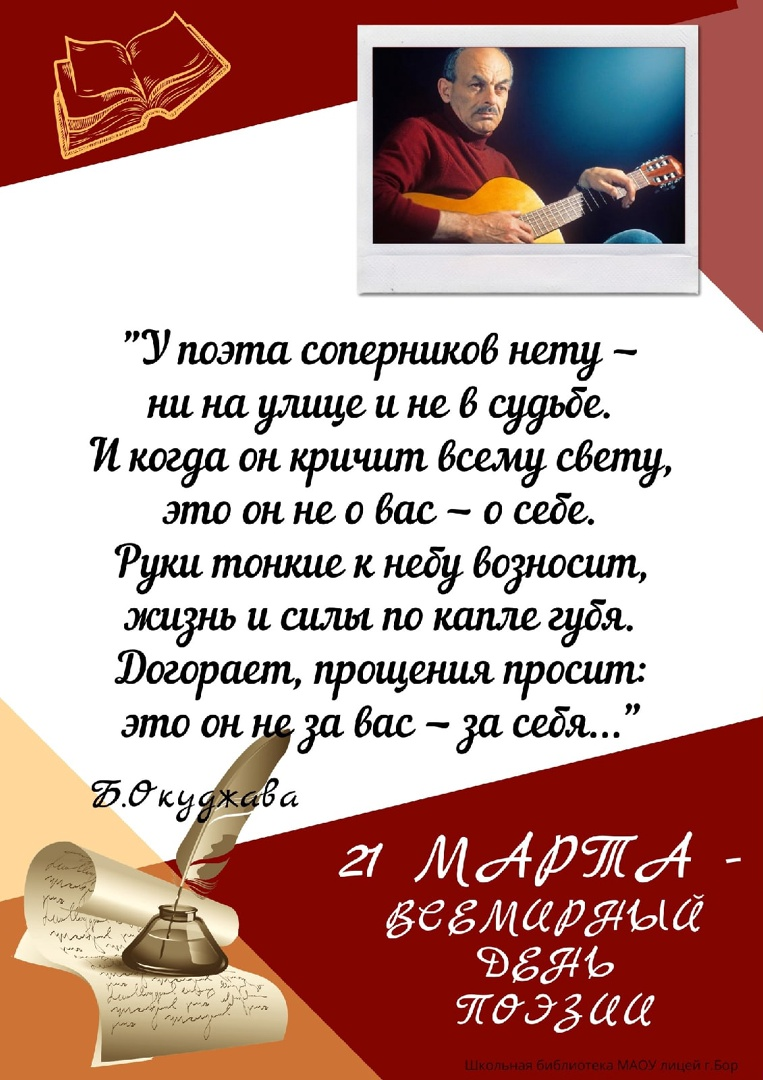 "У поэта соперников нету –
ни на улице и не в судьбе.
И когда он кричит всему свету,
это он не о вас – о себе.
Руки тонкие к небу возносит,
жизнь и силы по капле губя.
Догорает, прощения просит:
это он не за вас – за себя..."
Б.Окуджава
21 МАРТА -
ВСЕМИРНЫЙ
ДЕНЬ
ПОЭЗИИ
Школьная библиотека МАОУ лицей г.Бор